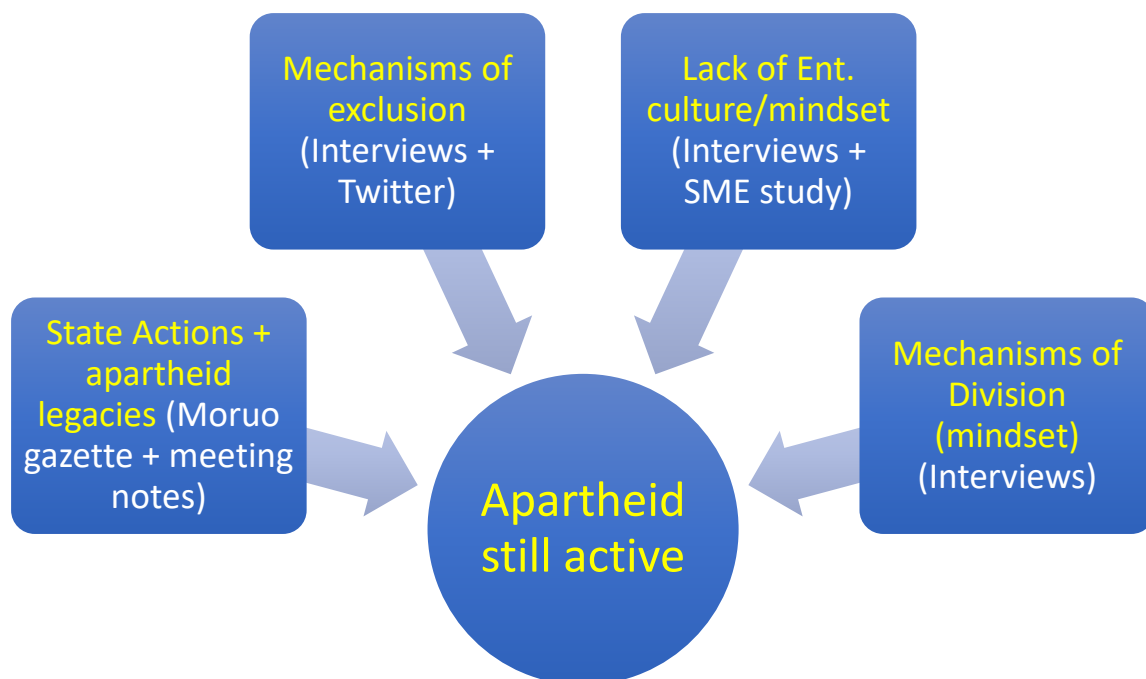 Mechanisms of
exclusion
(Interviews +
Twitter)
Lack of Ent.
culture/mindset
(Interviews +
SME study)
State Actions +
apartheid
legacies (Moruo
gazette + meeting
notes)
Mechanisms of
Division
(mindset)
(Interviews)
Apartheid
still active